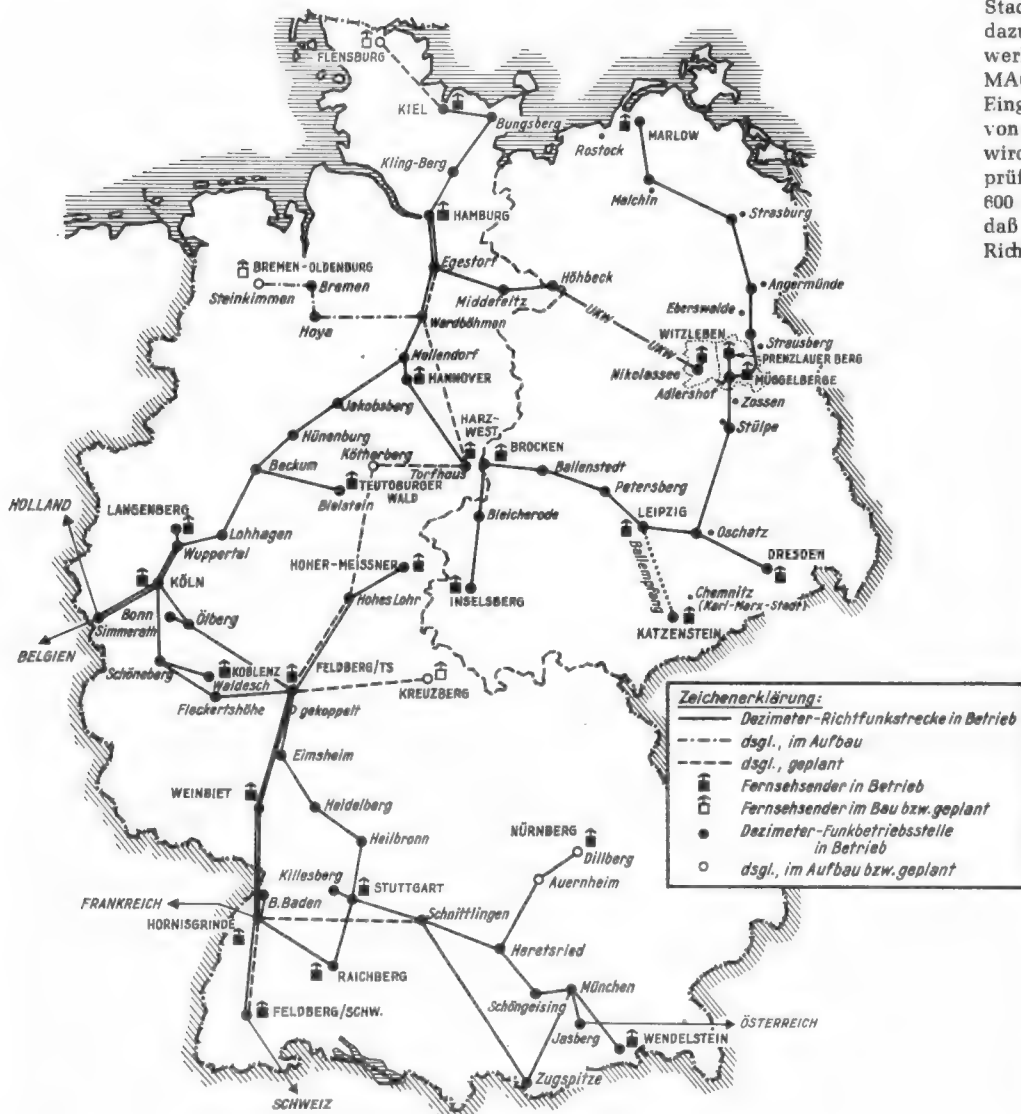 Stad
dazu
wer
MAG
Eing
von
wird
prüf
600
daß
Rich
FLENSBURG
KIEL
Bungsberg
Kling-Berg
HAMBURG
Egestorf
MARLOW
Rostock
Malchin
Strasburg
BREMEN-OLDENBURG
Steinkimmen
Bremen
Hoya
Middefeitz
Höhbeck
Wardböhmen
UKW
UKW
Angermünde
Eberswalde
WITZLEBEN
Strausberg
PRENZLAUER BERG
Nikolassee
MÜGGELBERGE
Adlershof
Zossen
Stülpe
Mellendorf
HANNOVER
Jakobsberg
Hünenburg
Beckum
Kötherberg
TEUTOBURGER
WALD
Bielstein
HARZ-
WEST
Torfhaus
BROCKEN
Ballenstedt
Petersberg
LEIPZIG
Oschatz
DRESDEN
Ballempfang
Chemnitz
(Karl-Marx-Stadt)
KATZENSTEIN
Bleicherode
INSELSBERG
HOLLAND
LANGENBERG
Lohhagen
Wuppertal
KÖLN
Bonn
Simmerath
Ölberg
BELGIEN
HOHER-MEISSNER
Hohes Lohr
Schöneberg
KOBLENZ
Waldesch
Fleckertshöhe
FELDBERG/TS
gekoppelt
KREUZBERG
Eimsheim
WEINBIET
Heidelberg
Heilbronn
Killesberg
STUTTGART
B.Baden
FRANKREICH
HORNISGRINDE
RAICHBERG
FELDBERG/SCHW.
SCHWEIZ
NÜRNBERG
Dillberg
Auernheim
Schnittlingen
Heretsried
Schöngeising
München
Jasberg
ÖSTERREICH
WENDELSTEIN
Zugspitze
Zeichenerklärung:
Dezimeter-Richtfunkstrecke in Betrieb
dsgl., im Aufbau
dsgl., geplant
Fernsehsender in Betrieb
Fernsehsender im Bau bzw. geplant
Dezimeter-Funkbetriebsstelle
in Betrieb
dsgl., im Aufbau bzw. geplant